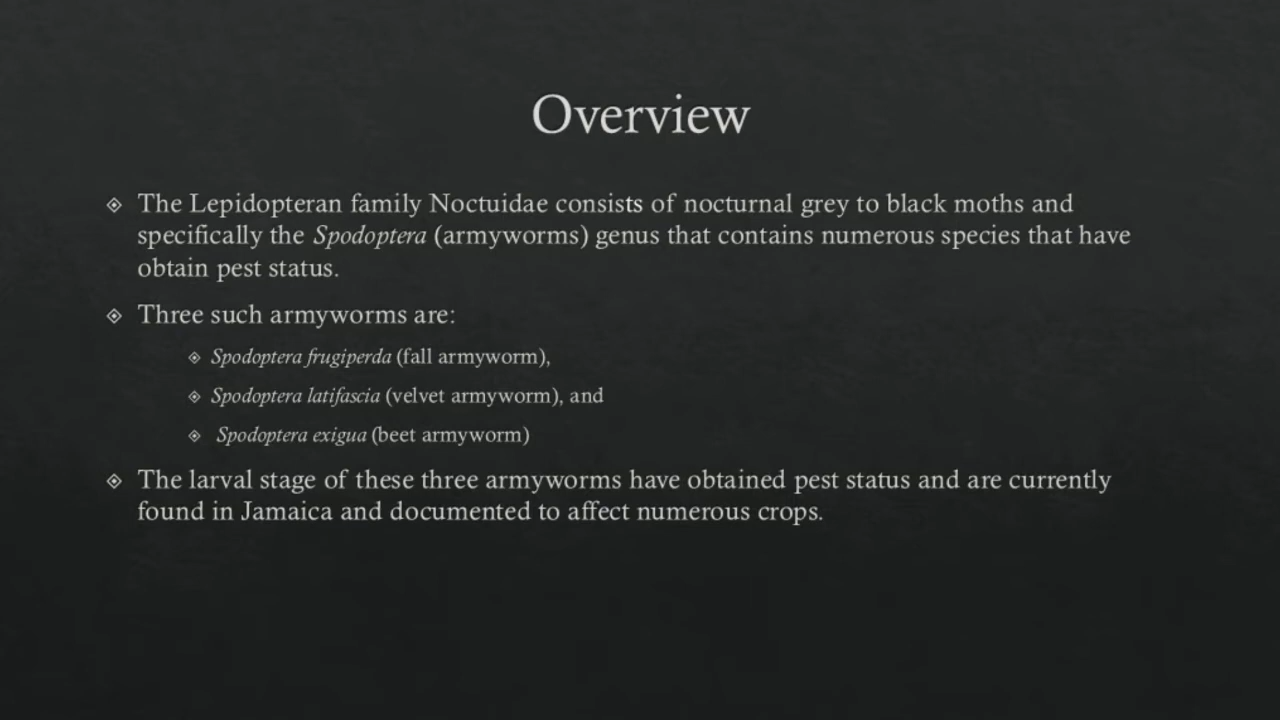 Overview
The Lepidopteran family Noctuidae consists of nocturnal grey to black moths and
specifically the Spodoptera (armyworms) genus that contains numerous species that have
obtain pest status.
Three such armyworms are:
Spodoptera frugiperda (fall armyworm),
Spodoptera latifascia (velvet armyworm), and
Spodoptera exigua (beet armyworm)
The larval stage of these three armyworms have obtained pest status and are currently
found in Jamaica and documented to affect numerous crops.